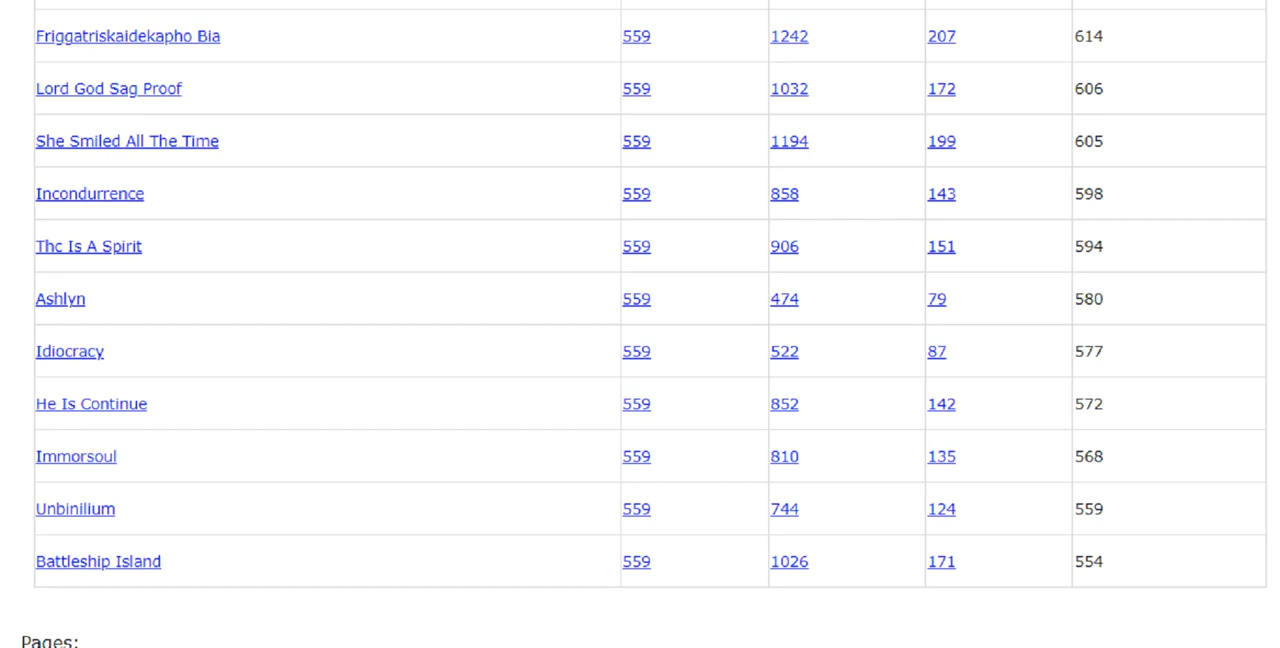 Friggatriskaidekapho Bia 559 1242 207 614
Lord God Sag Proof 559 1032 172 606
She Smiled All The Time 559 1194 199 605
Incondurrence 559 858 143 598
Thc Is A Spirit 559 906 151 594
Ashlyn 559 474 79 580
Idiocracy 559 522 87 577
He Is Continue 559 852 142 572
Immorsoul 559 810 135 568
Unbinilium 559 744 124 559
Battleship Island 559 1026 171 554
Pages: